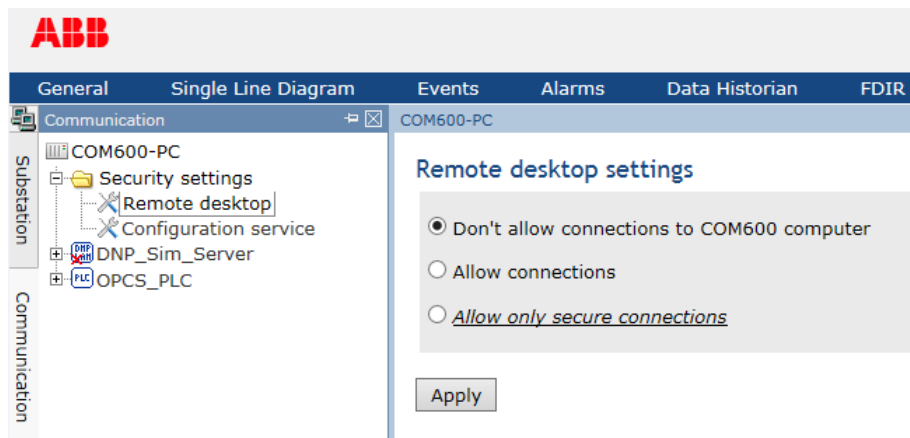 ABB
General Single Line Diagram Events Alarms Data Historian FDIR
Communication
COM600-PC
Substation
Communication
COM600-PC
Security settings
Remote desktop
Configuration service
DNP_Sim_Server
PLC OPCS_PLC
Remote desktop settings
Don't allow connections to COM600 computer
Allow connections
Allow only secure connections
Apply